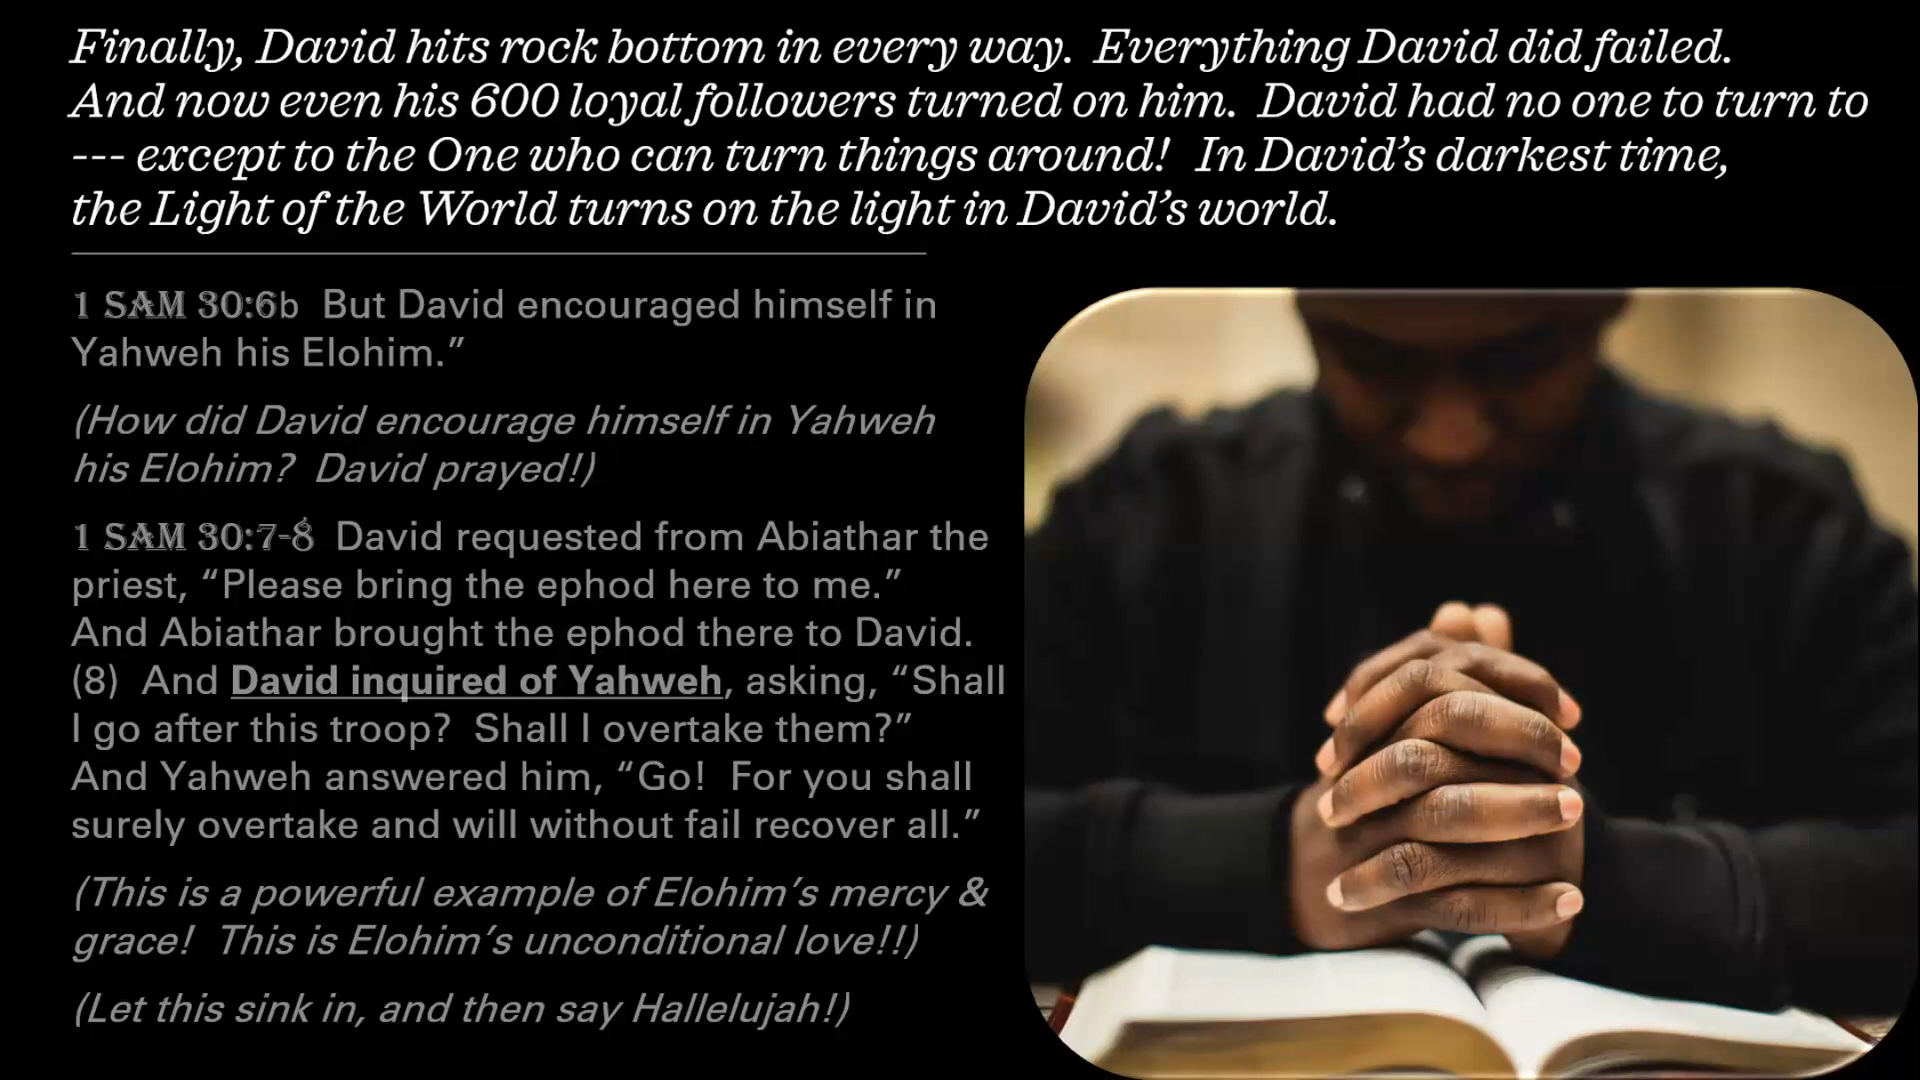 Finally, David hits rock bottom in every way.  Everything David did failed.
And now even his 600 loyal followers turned on him.  David had no one to turn to
--- except to the One who can turn things around!  In David’s darkest time,
the Light of the World turns on the light in David’s world.
1 SAM 30:6b  But David encouraged himself in
Yahweh his Elohim.”
(How did David encourage himself in Yahweh
his Elohim?  David prayed!)
1 SAM 30:7-8  David requested from Abiathar the
priest, “Please bring the ephod here to me.”
And Abiathar brought the ephod there to David.
(8)  And David inquired of Yahweh, asking, “Shall
I go after this troop?  Shall I overtake them?”
And Yahweh answered him, “Go!  For you shall
surely overtake and will without fail recover all.”
(This is a powerful example of Elohim’s mercy &
grace!  This is Elohim’s unconditional love!!)
(Let this sink in, and then say Hallelujah!)